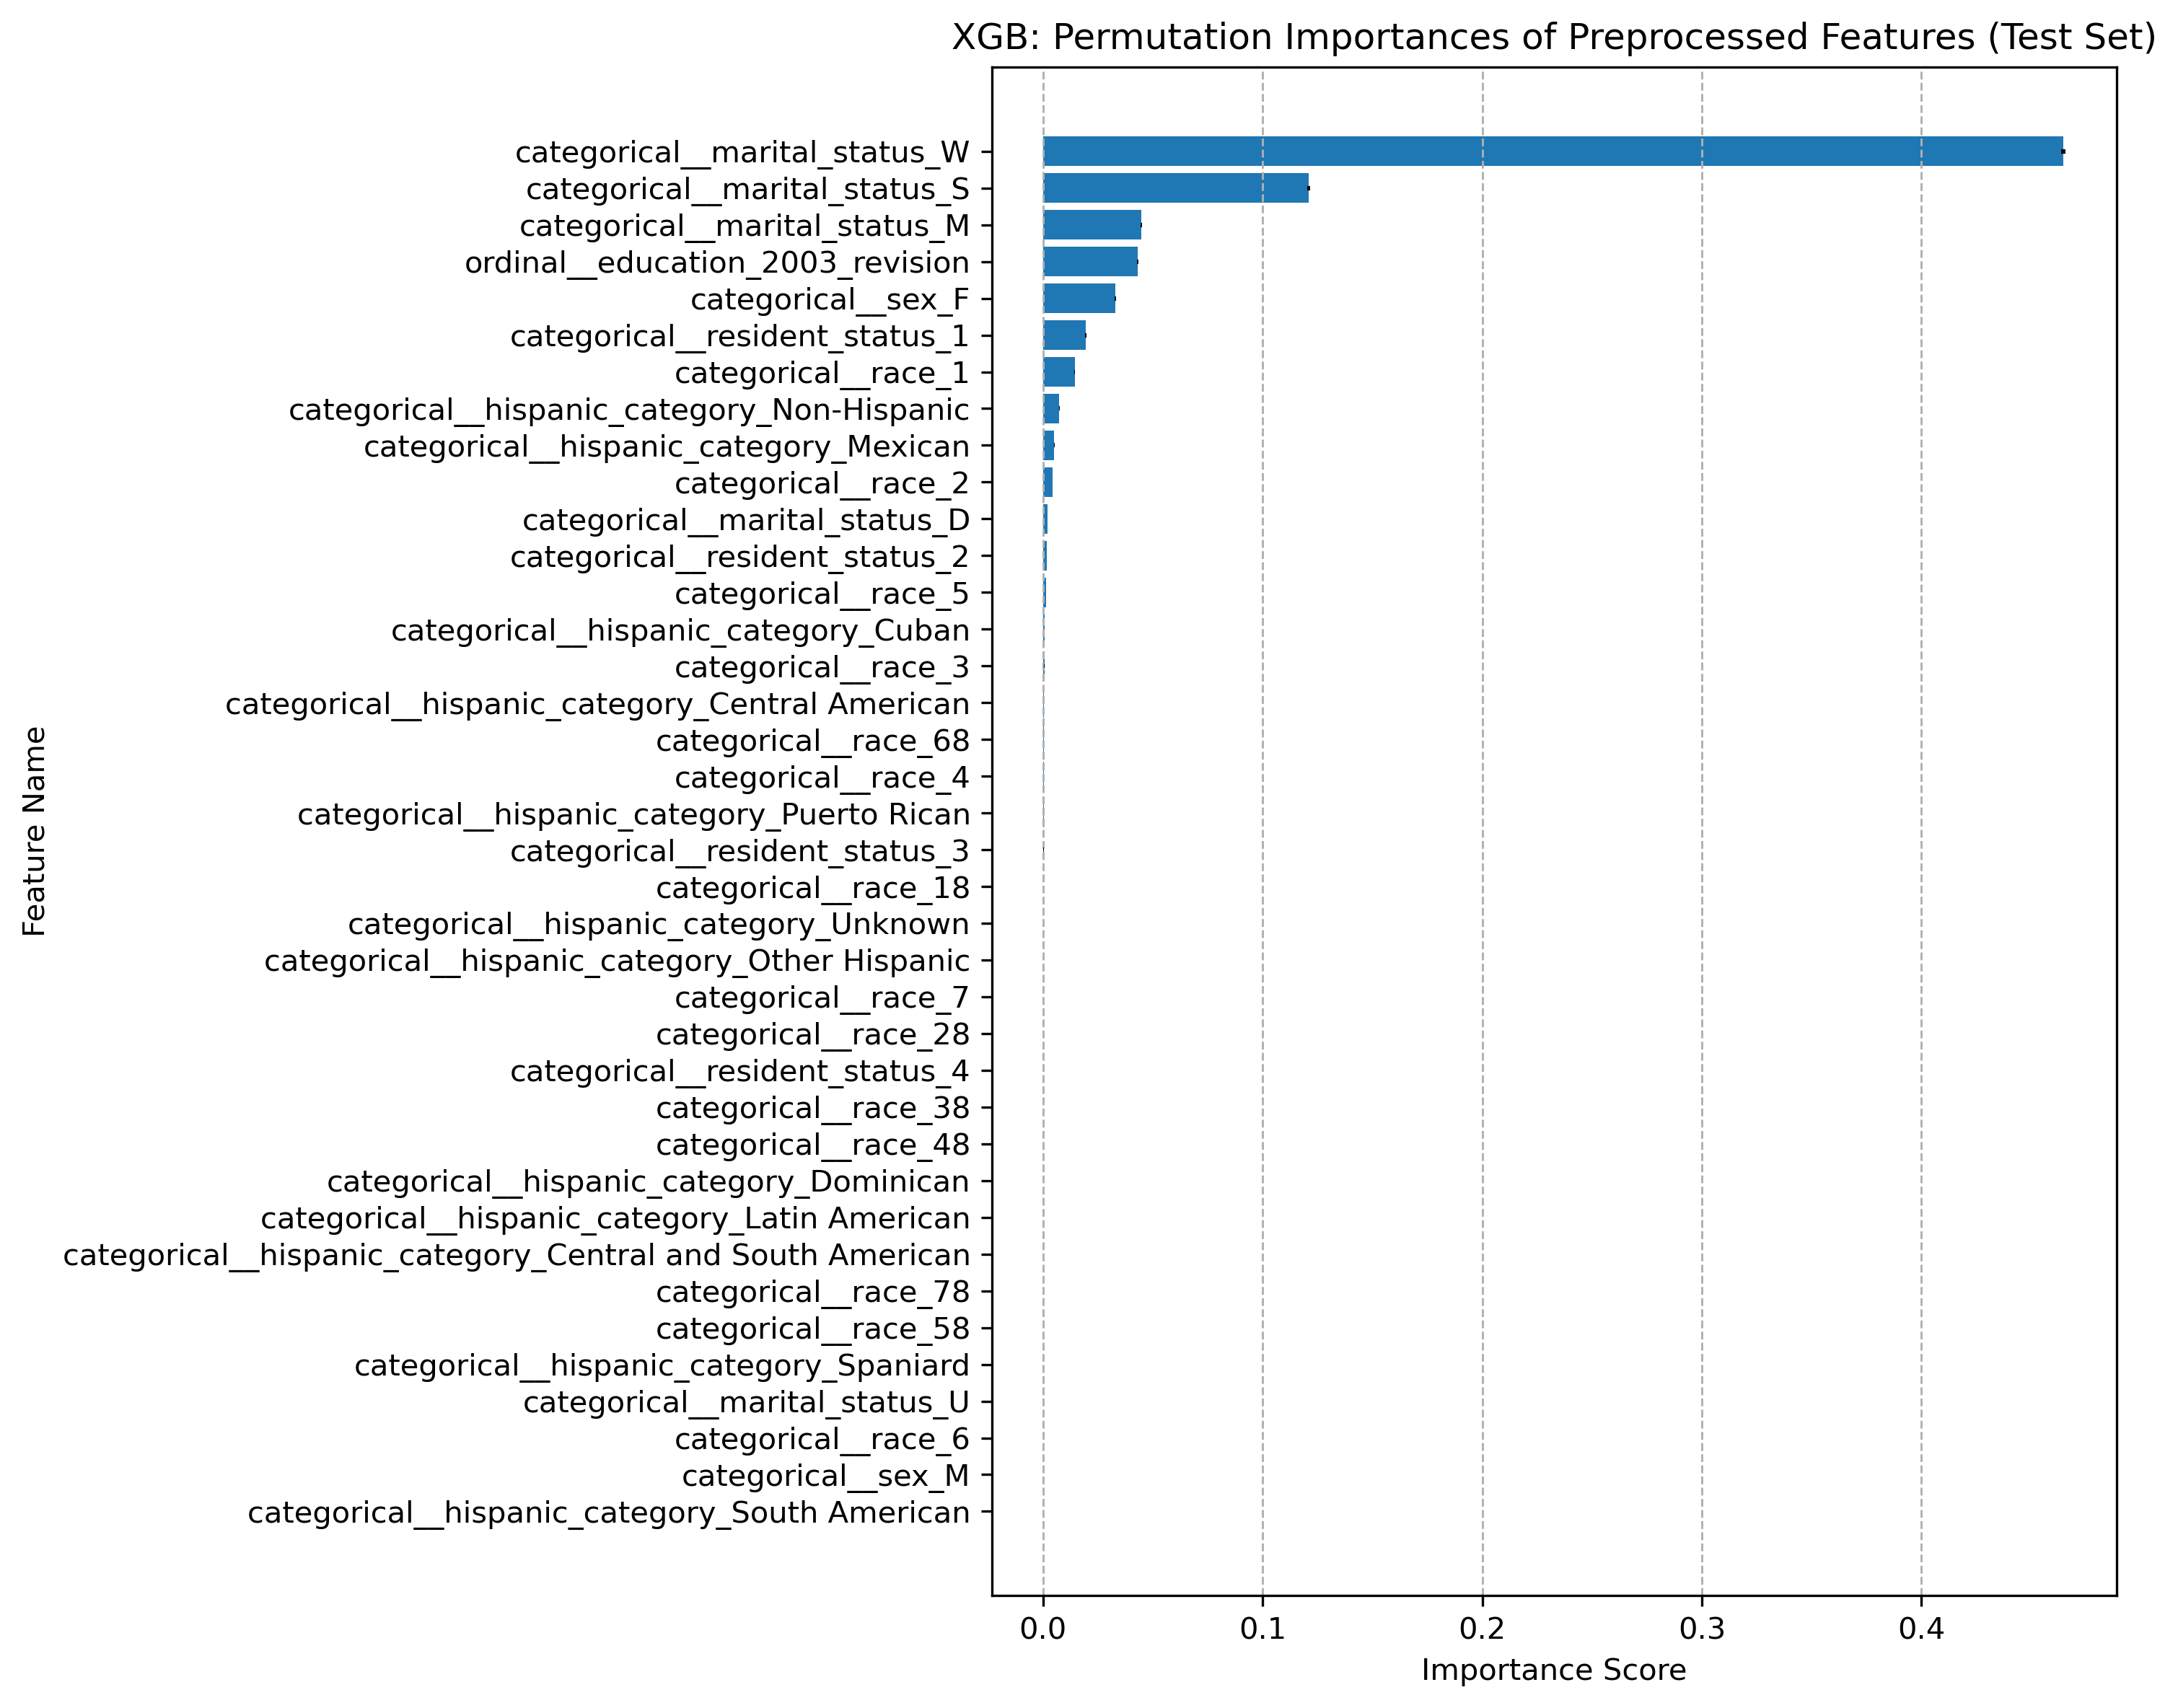 XGB: Permutation Importances of Preprocessed Features (Test Set)
categorical__marital_status_W
categorical__marital_status_S
categorical__marital_status_M
ordinal__education_2003_revision
categorical__sex_F
categorical__resident_status_1
categorical__race_1
categorical__hispanic_category_Non-Hispanic
categorical__hispanic_category_Mexican
categorical__race_2
categorical__marital_status_D
categorical__resident_status_2
categorical__race_5
categorical__hispanic_category_Cuban
categorical__race_3
categorical__hispanic_category_Central American
categorical__race_68
categorical__race_4
categorical__hispanic_category_Puerto Rican
categorical__resident_status_3
categorical__race_18
categorical__hispanic_category_Unknown
categorical__hispanic_category_Other Hispanic
categorical__race_7
categorical__race_28
categorical__resident_status_4
categorical__race_38
categorical__race_48
categorical__hispanic_category_Dominican
categorical__hispanic_category_Latin American
categorical__hispanic_category_Central and South American
categorical__race_78
categorical__race_58
categorical__hispanic_category_Spaniard
categorical__marital_status_U
categorical__race_6
categorical__sex_M
categorical__hispanic_category_South American
Feature Name
0.0 0.1 0.2 0.3 0.4
Importance Score